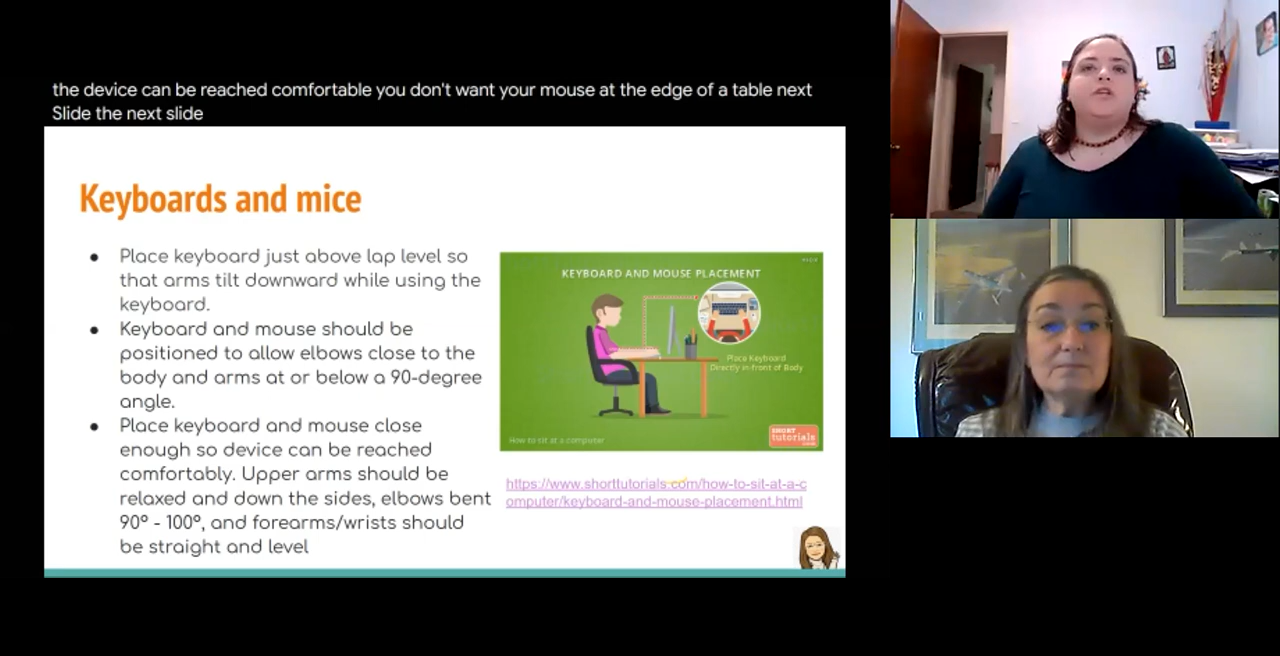 the device can be reached comfortable you don't want your mouse at the edge of a table next
Slide the next slide
Keyboards and mice
● Place keyboard just above lap level so
that arms tilt downward while using the
keyboard.
● Keyboard and mouse should be
positioned to allow elbows close to the
body and arms at or below a 90-degree
angle.
● Place keyboard and mouse close
enough so device can be reached
comfortably. Upper arms should be
relaxed and down the sides, elbows bent
90º - 100º, and forearms/wrists should
be straight and level
KEYBOARD AND MOUSE PLACEMENT
Place Keyboard
Directly in front of Body
How to sit at a computer
SHORT
tutorials
https://www.shorttutorials.com/how-to-sit-at-a-c
omputer/keyboard-and-mouse-placement.html